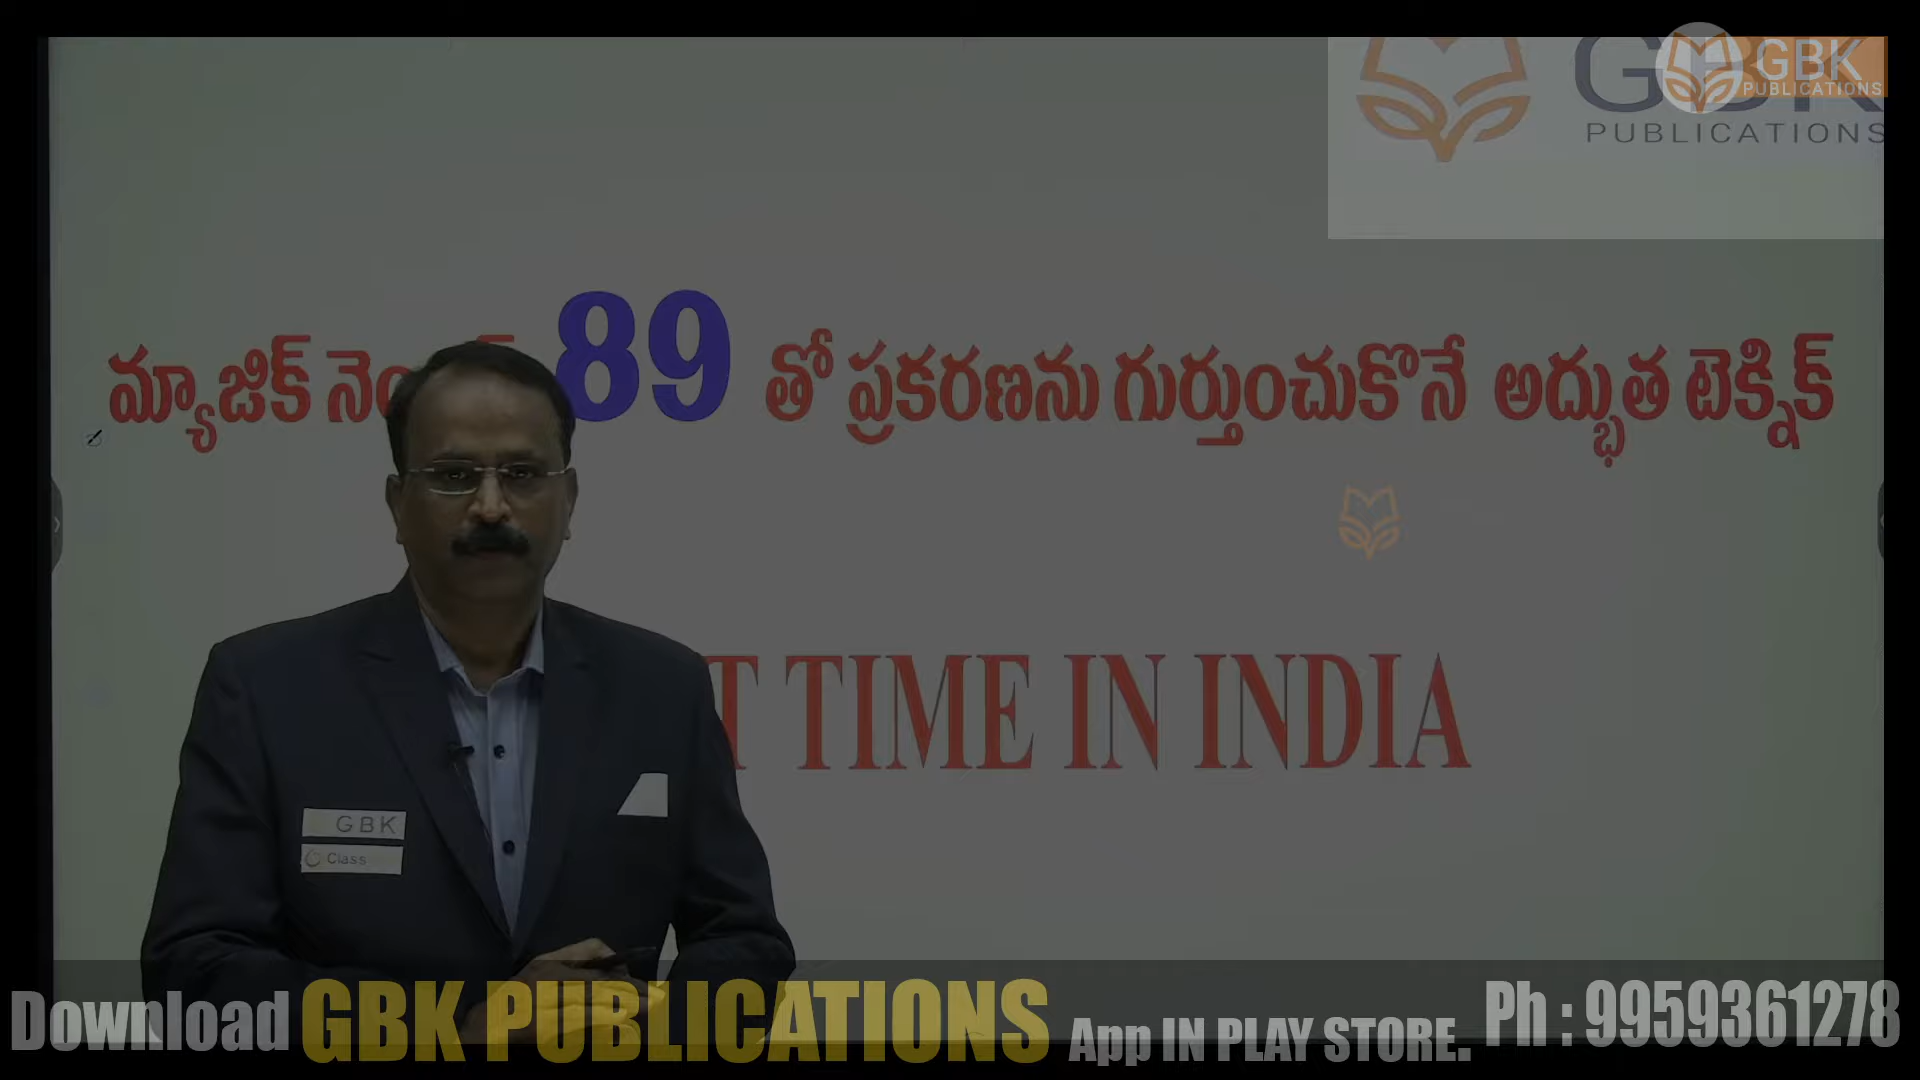 GBK
PUBLICATIONS
PUBLICATIONS
మ్యాజిక్ 89 తో ప్రకరణను గుర్తుంచుకొనే అద్భుత టెక్నిక్
TIME IN INDIA
GBK
Class
Download GBK PUBLICATIONS App IN PLAY STORE. Ph : 9959361278